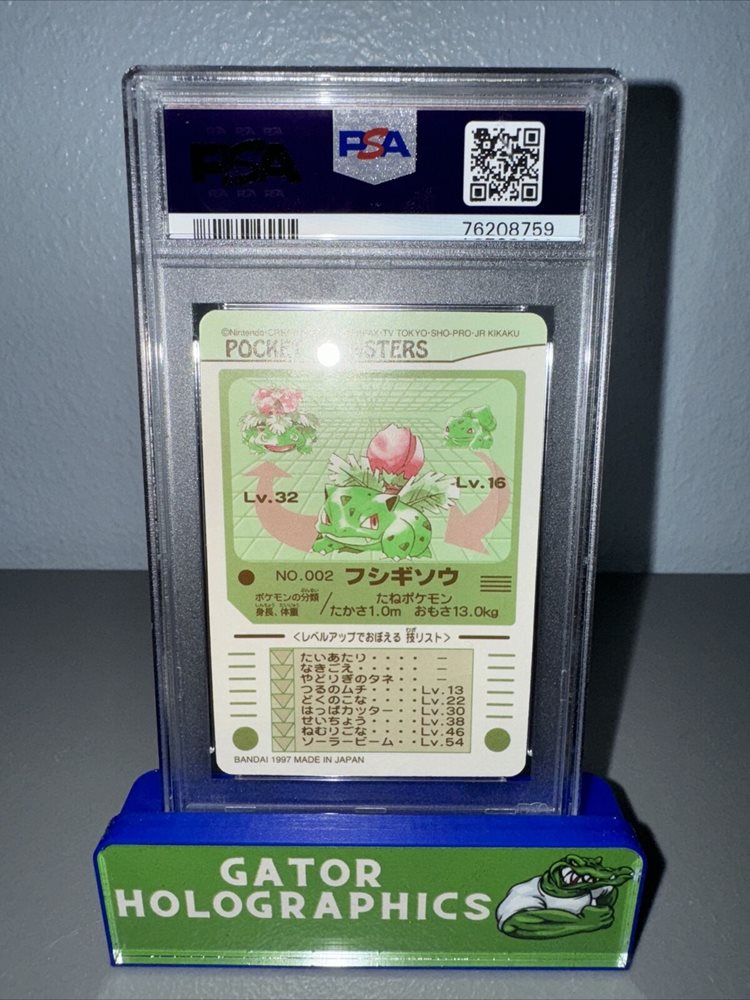 PSA
PSA
76208759
©Nintendo·CRE FAX·TV TOKYO·SHO-PRO·JR KIKAKU
POCKET MONSTERS
Lv.32
Lv.16
NO.002 フシギソウ
ポケモンの分類 / たねポケモン
身長、体重 たかさ1.0m おもさ13.0kg
<レベルアップでおぼえる 技リスト>
たいあたり・・・・ー
なきごえ・・・・・ー
やどりぎのタネ・・ー
つるのムチ・・・・Lv.13
どくのこな・・・・Lv.22
はっぱカッター・・Lv.30
せいちょう・・・・Lv.38
ねむりごな・・・・Lv.46
ソーラービーム・・Lv.54
BANDAI 1997 MADE IN JAPAN
GATOR
HOLOGRAPHICS